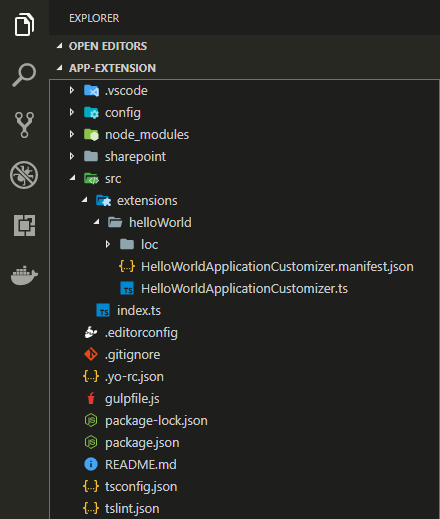 EXPLORER
OPEN EDITORS
APP-EXTENSION
.vscode
config
node_modules
sharepoint
src
extensions
helloWorld
loc
{..} HelloWorldApplicationCustomizer.manifest.json
TS HelloWorldApplicationCustomizer.ts
TS index.ts
.editorconfig
.gitignore
{..} .yo-rc.json
gulpfile.js
package-lock.json
package.json
README.md
{..} tsconfig.json
{..} tslint.json